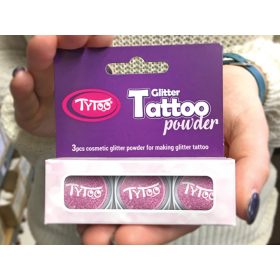 TyToo
Glitter
Tattoo
powder
3pcs cosmetic glitter powder for making glitter tattoo
TyToo TyToo TyToo